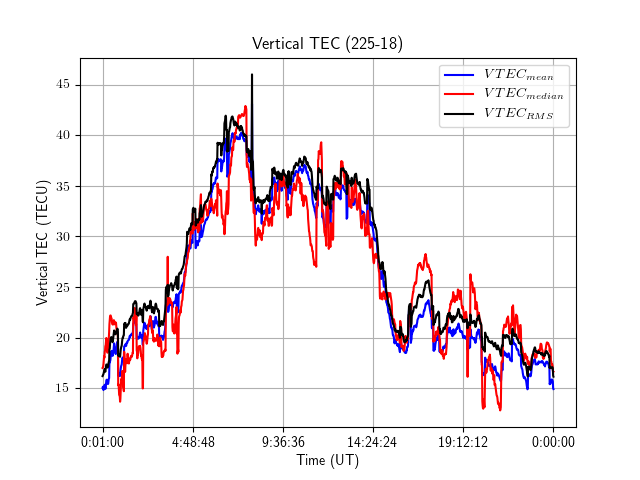 Vertical TEC (225-18)
VTEC_mean
VTEC_median
VTEC_RMS
Vertical TEC (TECU)
45
40
35
30
25
20
15
0:01:00 4:48:48 9:36:36 14:24:24 19:12:12 0:00:00
Time (UT)